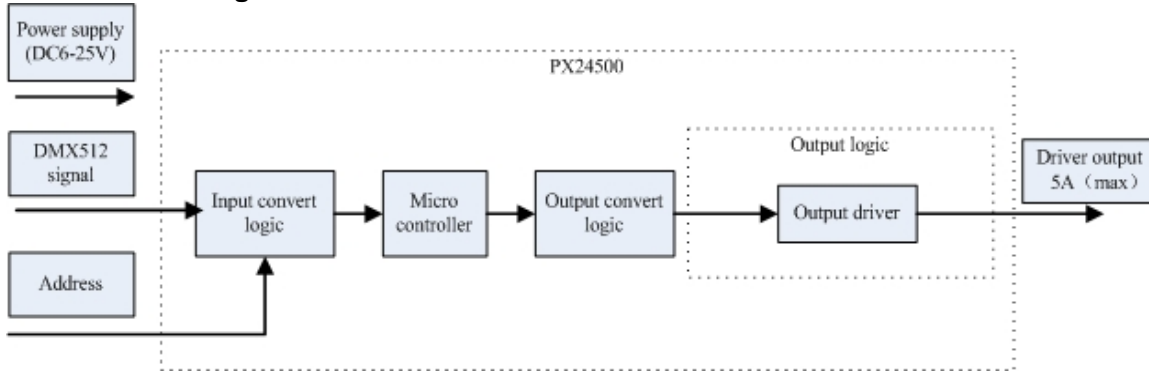 Power supply
(DC6-25V)
PX24500
DMX512
signal
Output logic
Driver output
5A（max）
Input convert
logic
Micro
controller
Output convert
logic
Output driver
Address